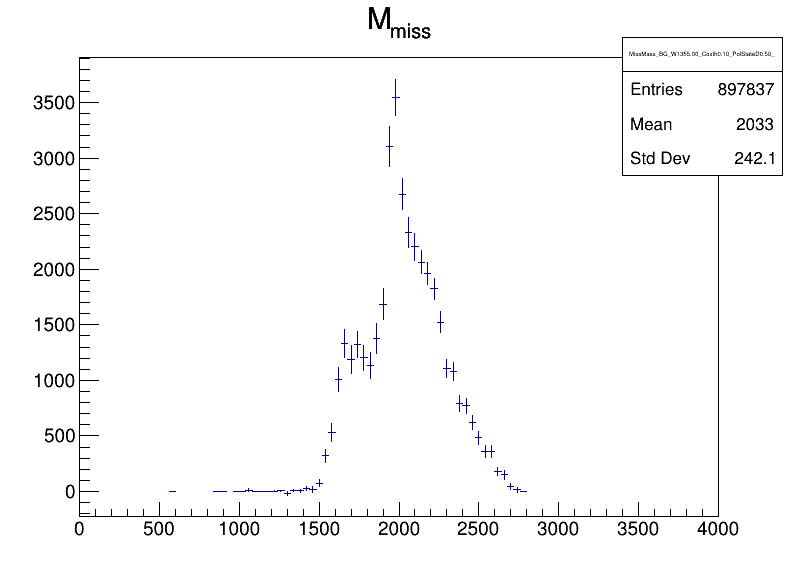 M_miss
MissMass_BG_W1355.00_Costh0.10_PolStateD0.50_
Entries 897837
Mean 2033
Std Dev 242.1
3500
3000
2500
2000
1500
1000
500
0
0 500 1000 1500 2000 2500 3000 3500 4000